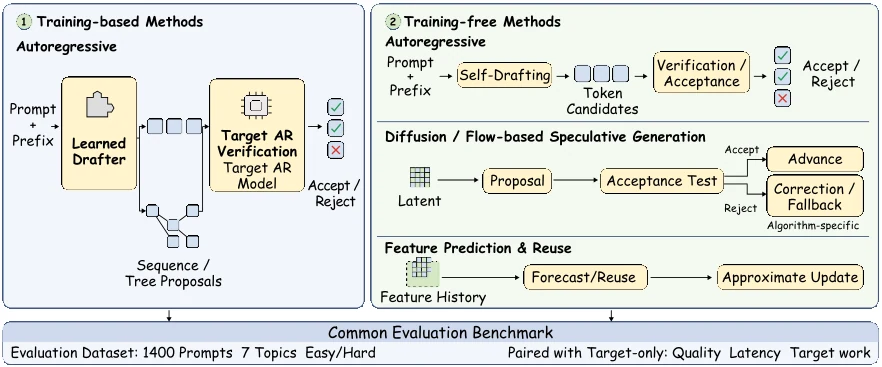 1 Training-based Methods
Autoregressive
Prompt
+
Prefix
Learned
Drafter
Target AR
Verification
Target AR
Model
Accept /
Reject
Sequence /
Tree Proposals
2 Training-free Methods
Autoregressive
Prompt
+
Prefix
Self-Drafting
Token
Candidates
Verification /
Acceptance
Accept /
Reject
Diffusion / Flow-based Speculative Generation
Latent
Proposal
Acceptance Test
Accept
Advance
Reject
Correction /
Fallback
Algorithm-specific
Feature Prediction & Reuse
Feature History
Forecast/Reuse
Approximate Update
Common Evaluation Benchmark
Evaluation Dataset: 1400 Prompts 7 Topics Easy/Hard
Paired with Target-only: Quality Latency Target work